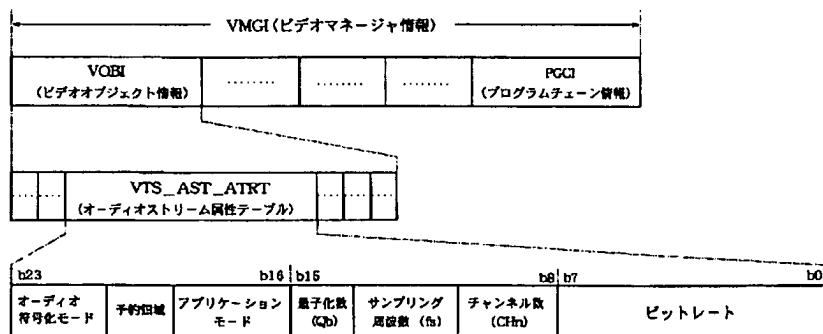 VMGI(ビデオマネージャ情報)
VOBI
(ビデオオブジェクト情報)
........
........
........
PGCI
(プログラムチェーン情報)
VTS_AST_ATRT
(オーディオストリーム属性テーブル)
b23
b16
b15
b8
b7
b0
オーディオ
符号化モード
予約領域
アプリケーション
モード
量子化数
(Qb)
サンプリング
周波数 (fs)
チャンネル数
(CHn)
ビットレート